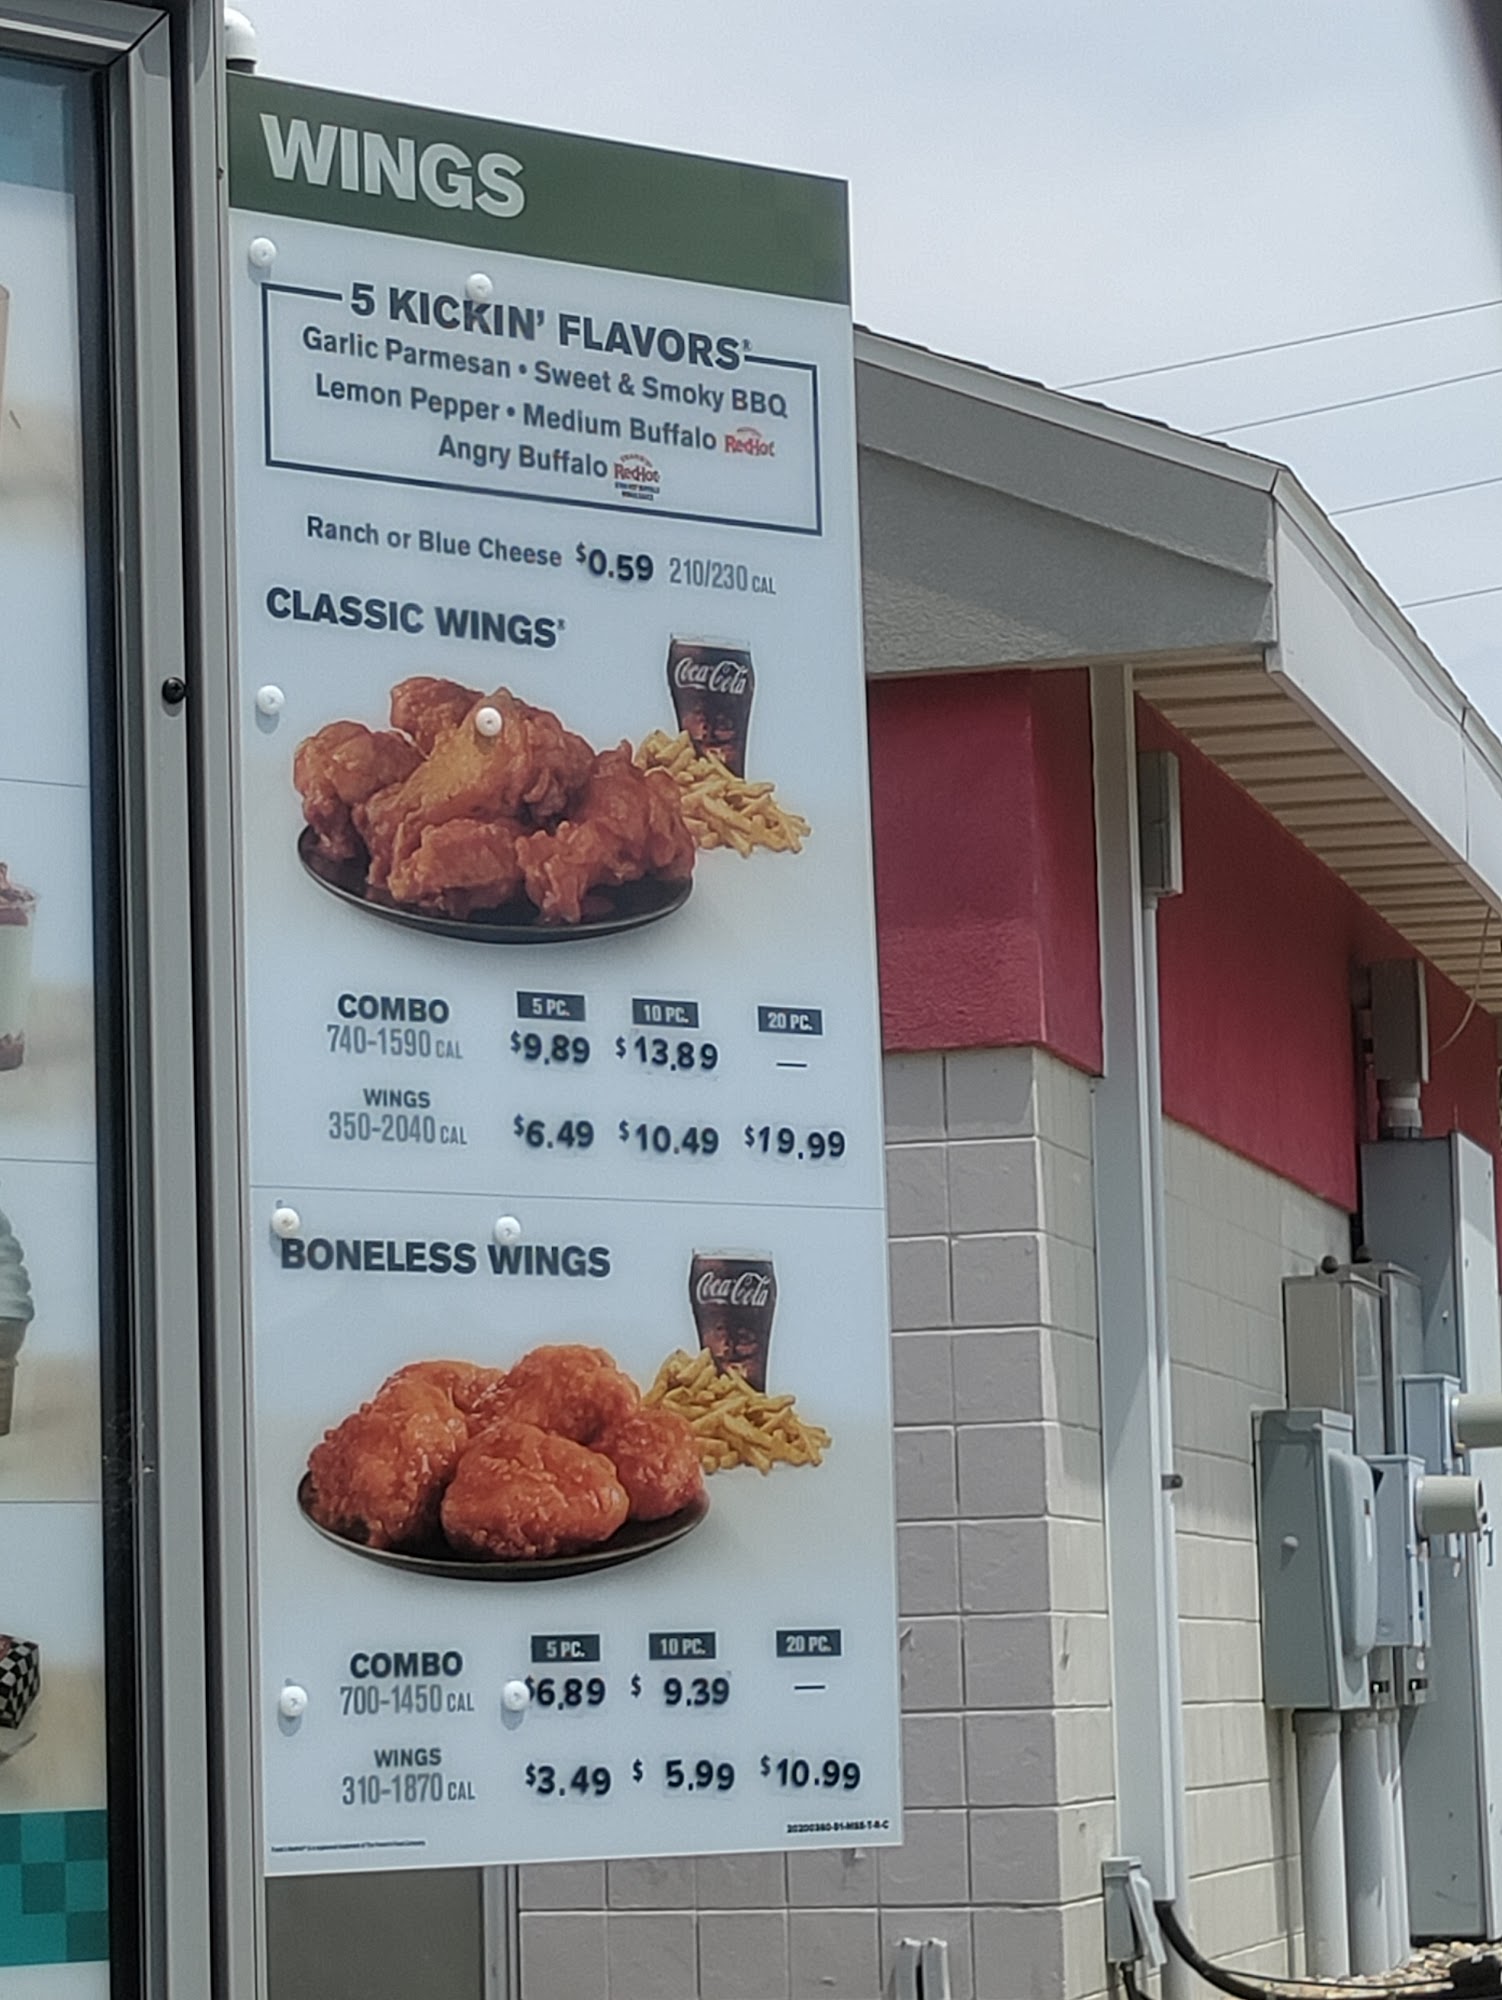 WINGS
5 KICKIN' FLAVORS®
Garlic Parmesan • Sweet & Smoky BBQ
Lemon Pepper • Medium Buffalo RedHot
Angry Buffalo RedHot
Ranch or Blue Cheese $0.59 210/230 CAL
CLASSIC WINGS®
Coca-Cola
COMBO 5 PC. 10 PC. 20 PC.
740-1590 CAL $9.89 $13.89 —
WINGS
350-2040 CAL $6.49 $10.49 $19.99
BONELESS WINGS
Coca-Cola
COMBO 5 PC. 10 PC. 20 PC.
700-1450 CAL $6.89 $ 9.39 —
WINGS
310-1870 CAL $3.49 $ 5.99 $10.99